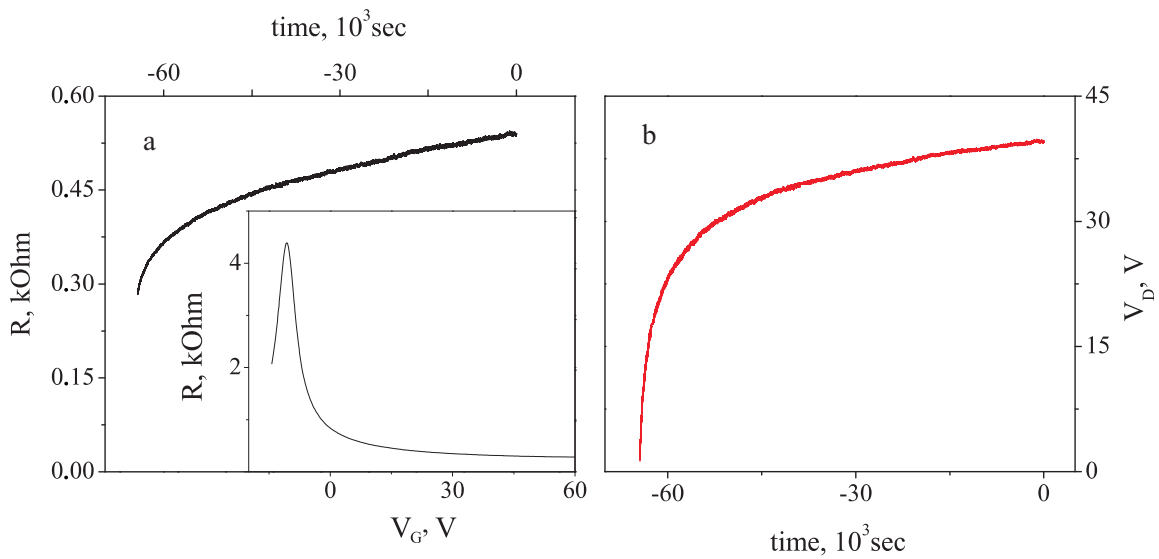 time, 10³sec
-60 -30 0
a
0.60
0.45
0.30
0.15
0.00
R, kOhm
4
2
R, kOhm
0 30 60
V_G, V
b
45
30
15
0
V_D, V
-60 -30 0
time, 10³sec